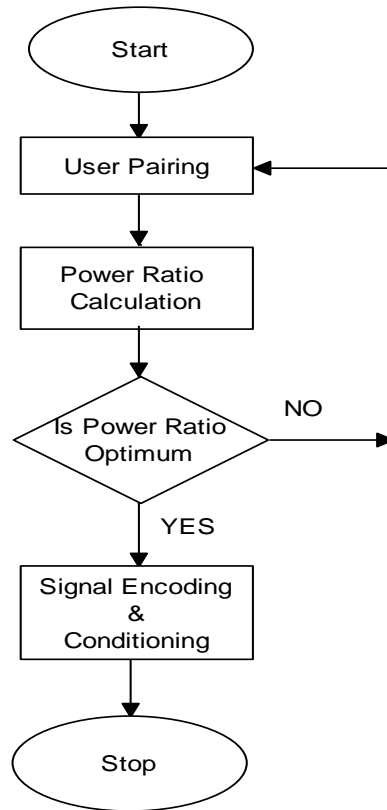 Start
User Pairing
Power Ratio
Calculation
Is Power Ratio
Optimum
NO
YES
Signal Encoding
&
Conditioning
Stop